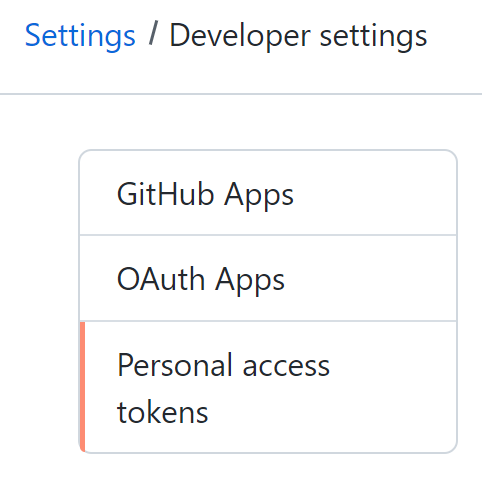 Settings / Developer settings
GitHub Apps
OAuth Apps
Personal access
tokens